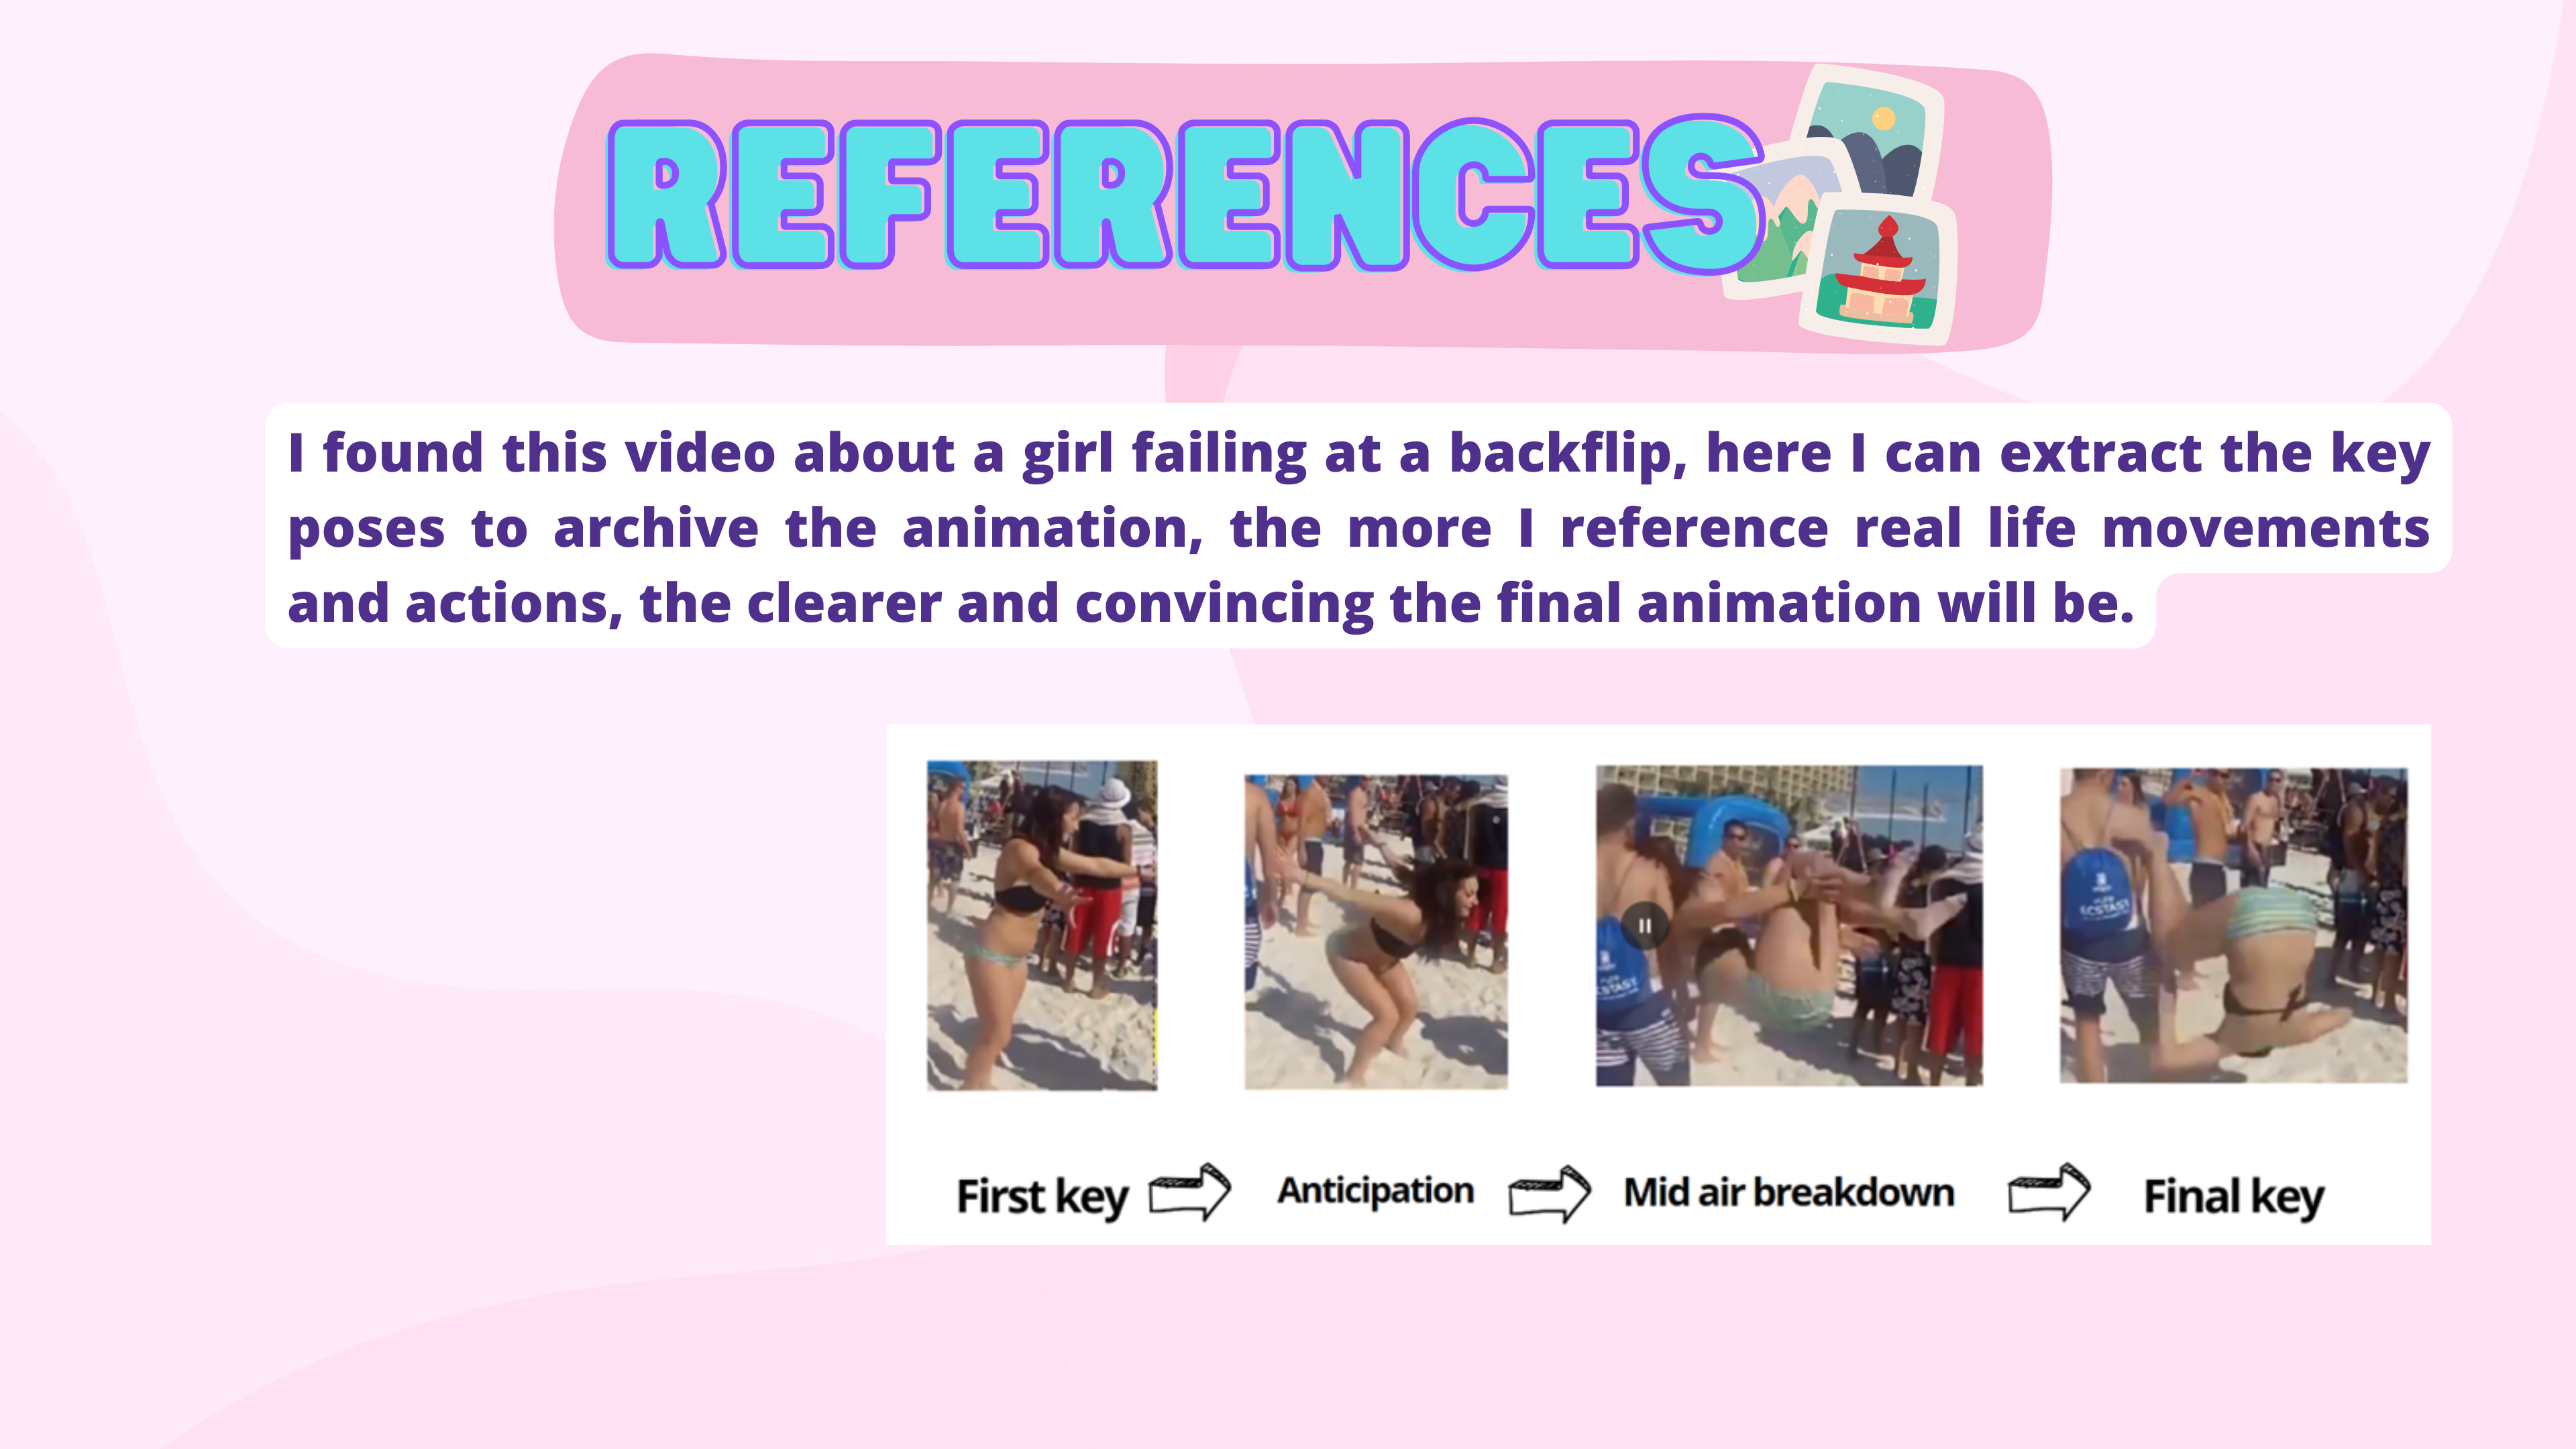 REFERENCES
I found this video about a girl failing at a backflip, here I can extract the key
poses to archive the animation, the more I reference real life movements
and actions, the clearer and convincing the final animation will be.
ECSTASY
First key
Anticipation
Mid air breakdown
Final key